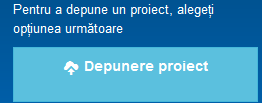 Pentru a depune un proiect, alegeți
opțiunea următoare
Depunere proiect